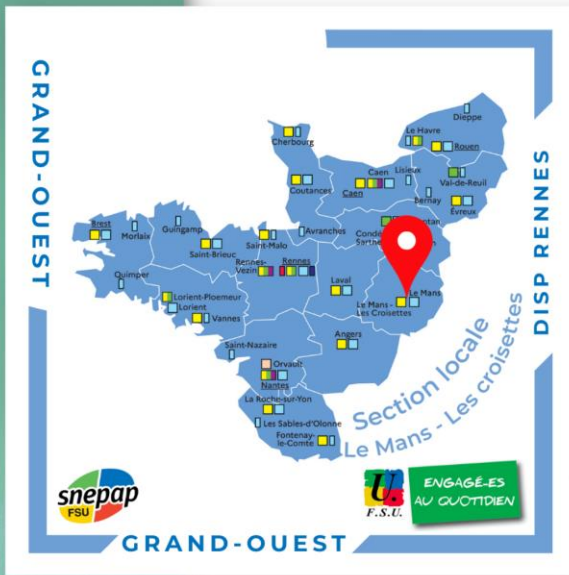 GRAND-OUEST
DISP RENNES
Dieppe
Le Havre
Rouen
Cherbourg
Caen
Lisieux
Caen
Val-de-Reuil
Coutances
Bernay
Évreux
Avranches
Condé
Sarthe
Brest
Morlaix
Guingamp
Saint-Brieuc
Saint-Malo
Rennes-
Vezin
Rennes
Laval
Le Mans
Le Mans -
Les Croisettes
Quimper
Lorient-Ploemeur
Lorient
Vannes
Angers
Saint-Nazaire
Orvault
Nantes
La Roche-sur-Yon
Les Sables-d'Olonne
Fontenay-
le-Comte
Section locale
Le Mans - Les croisettes
snepap
FSU
U.
F.S.U.
ENGAGÉ·ES
AU QUOTIDIEN
GRAND-OUEST